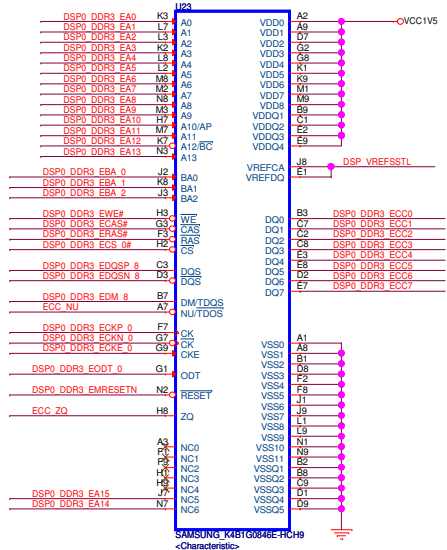 U23
DSP0_DDR3_EA0 K3 A0
DSP0_DDR3_EA1 L7 A1
DSP0_DDR3_EA2 L3 A2
DSP0_DDR3_EA3 K2 A3
DSP0_DDR3_EA4 L8 A4
DSP0_DDR3_EA5 L2 A5
DSP0_DDR3_EA6 M8 A6
DSP0_DDR3_EA7 M2 A7
DSP0_DDR3_EA8 N8 A8
DSP0_DDR3_EA9 M3 A9
DSP0_DDR3_EA10 H7 A10/AP
DSP0_DDR3_EA11 M7 A11
DSP0_DDR3_EA12 K7 A12/BC
DSP0_DDR3_EA13 N3 A13
DSP0_DDR3_EBA_0 J2 BA0
DSP0_DDR3_EBA_1 K8 BA1
DSP0_DDR3_EBA_2 J3 BA2
DSP0_DDR3_EWE# H3 WE
DSP0_DDR3_ECAS# G3 CAS
DSP0_DDR3_ERAS# F3 RAS
DSP0_DDR3_ECS_0# H2 CS
DSP0_DDR3_EDQSP_8 C3 DQS
DSP0_DDR3_EDQSN_8 D3 DQS
DSP0_DDR3_EDM_8 B7 DM/TDQS
ECC_NU A7 NU/TDOS
DSP0_DDR3_ECKP_0 F7 CK
DSP0_DDR3_ECKN_0 G7 CK
DSP0_DDR3_ECKE_0 G9 CKE
DSP0_DDR3_EODT_0 G1 ODT
DSP0_DDR3_EMRESETN N2 RESET
ECC_ZQ H8 ZQ
A3 NC0
F1 NC1
F9 NC2
H1 NC3
H9 NC4
DSP0_DDR3_EA15 J7 NC5
DSP0_DDR3_EA14 N7 NC6
VDD0 A2 VCC1V5
VDD1 A9
VDD2 D7
VDD3 G2
VDD4 G8
VDD5 K1
VDD6 K9
VDD7 M1
VDD8 M9
VDDQ1 B9
VDDQ2 C1
VDDQ3 E2
VDDQ4 E9
VREFCA J8 DSP_VREFSSTL
VREFDQ E1
DQ0 B3 DSP0_DDR3_ECC0
DQ1 C7 DSP0_DDR3_ECC1
DQ2 C2 DSP0_DDR3_ECC2
DQ3 C8 DSP0_DDR3_ECC3
DQ4 E3 DSP0_DDR3_ECC4
DQ5 E8 DSP0_DDR3_ECC5
DQ6 D2 DSP0_DDR3_ECC6
DQ7 E7 DSP0_DDR3_ECC7
VSS0 A1
VSS1 A8
VSS2 B1
VSS3 D8
VSS4 F2
VSS5 F8
VSS6 J1
VSS7 J9
VSS8 L1
VSS9 L9
VSS10 N1
VSS11 N9
VSSQ1 B2
VSSQ2 B8
VSSQ3 C9
VSSQ4 D1
VSSQ5 D9
SAMSUNG_K4B1G0846E-HCH9
<Characteristic>